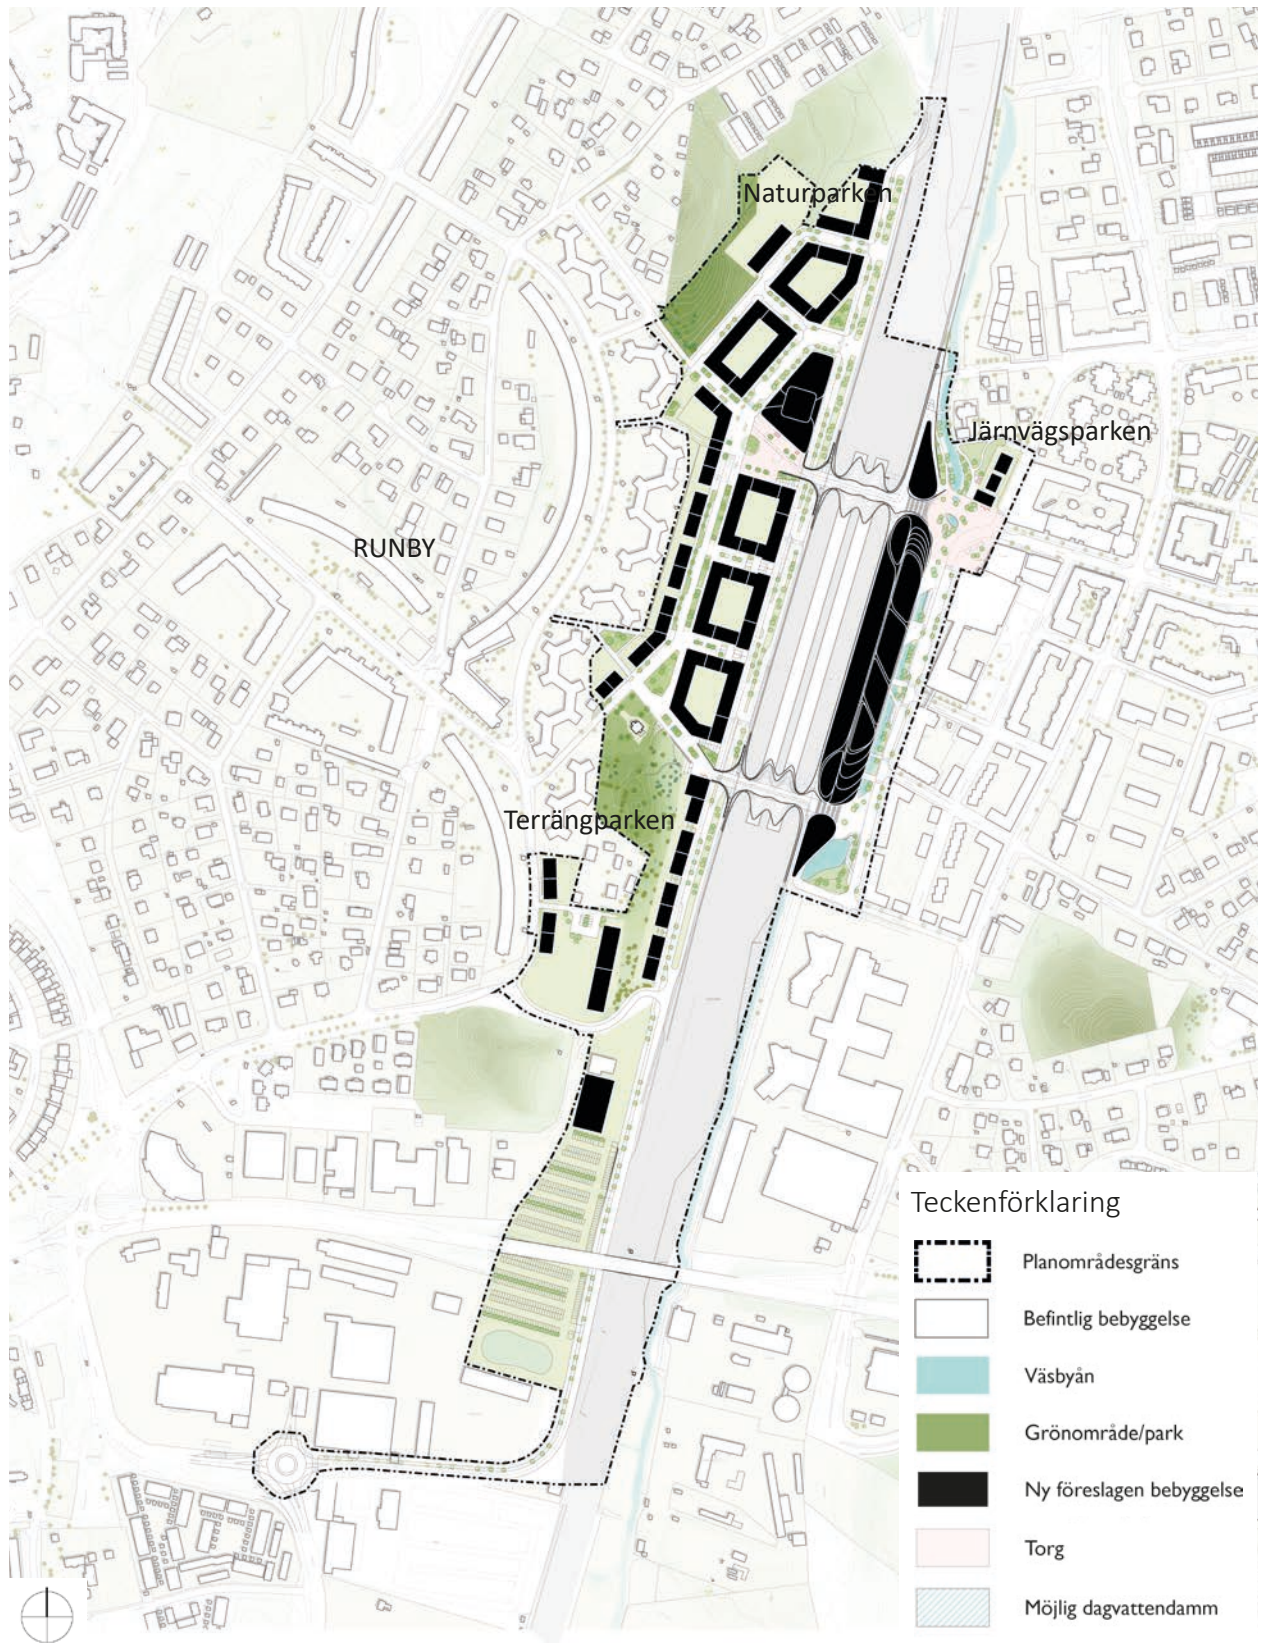 Naturparken
Järnvägsparken
RUNBY
Terrängparken
Teckenförklaring
Planområdesgräns
Befintlig bebyggelse
Väsbyån
Grönområde/park
Ny föreslagen bebyggelse
Torg
Möjlig dagvattendamm